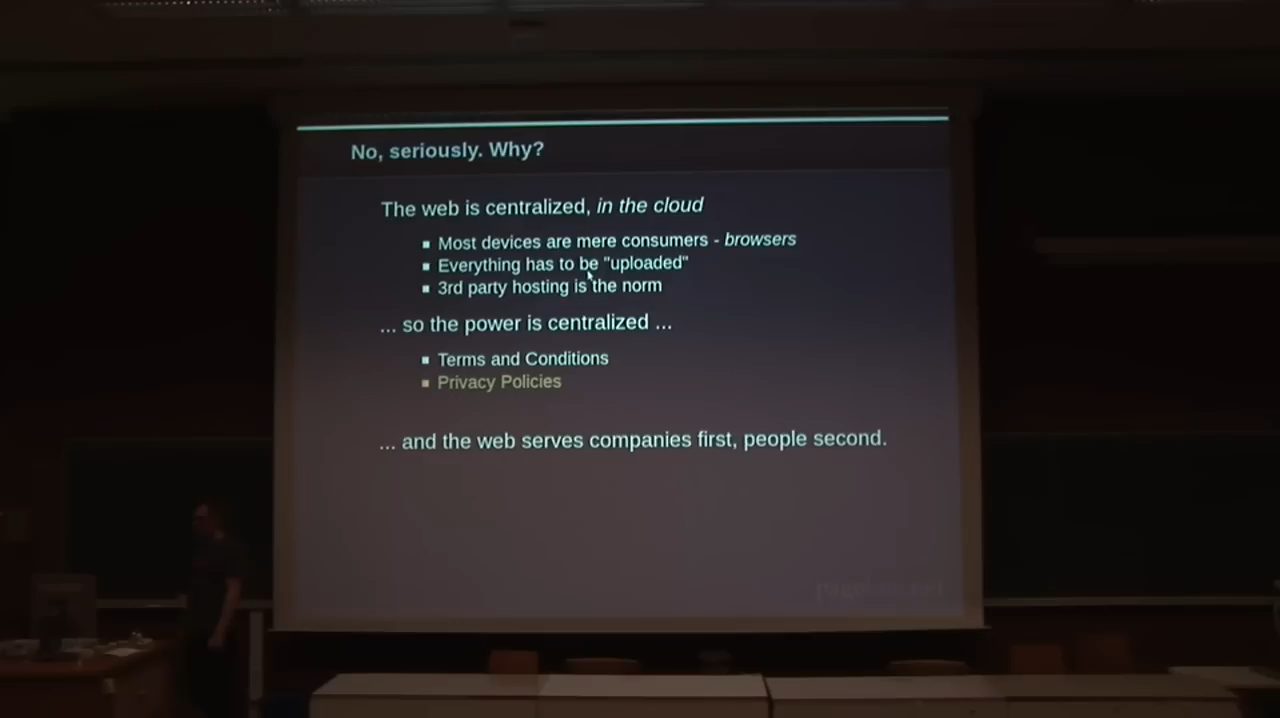 No, seriously. Why?
The web is centralized, in the cloud
Most devices are mere consumers - browsers
Everything has to be "uploaded"
3rd party hosting is the norm
... so the power is centralized ...
Terms and Conditions
Privacy Policies
... and the web serves companies first, people second.